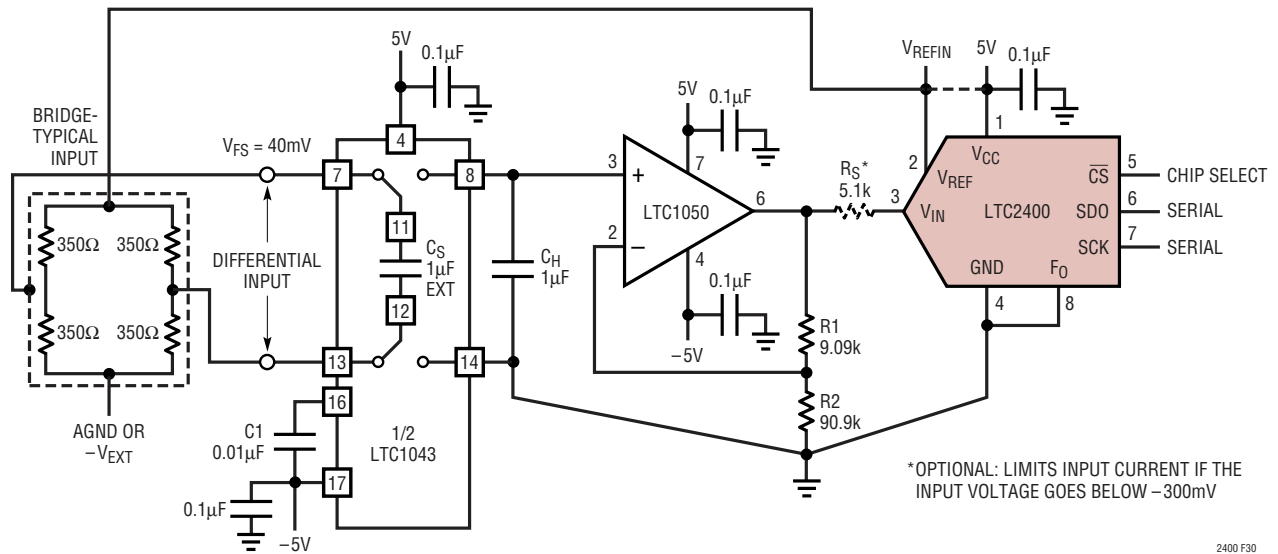 5V
0.1µF
VREFIN
5V
0.1µF
BRIDGE-
TYPICAL
INPUT
VFS = 40mV
4
5V
0.1µF
1
7
8
3
7
2
VCC
VREF
CS
5
CHIP SELECT
350Ω
350Ω
DIFFERENTIAL
INPUT
11
CS
1µF
EXT
12
CH
1µF
+
LTC1050
6
RS*
5.1k
3
VIN
LTC2400
SDO
6
SERIAL
2
–
SCK
7
SERIAL
4
GND
FO
0.1µF
4
8
350Ω
350Ω
R1
9.09k
13
14
–5V
16
R2
90.9k
AGND OR
–VEXT
C1
0.01µF
1/2
LTC1043
17
*OPTIONAL: LIMITS INPUT CURRENT IF THE
INPUT VOLTAGE GOES BELOW –300mV
0.1µF
–5V
2400 F30